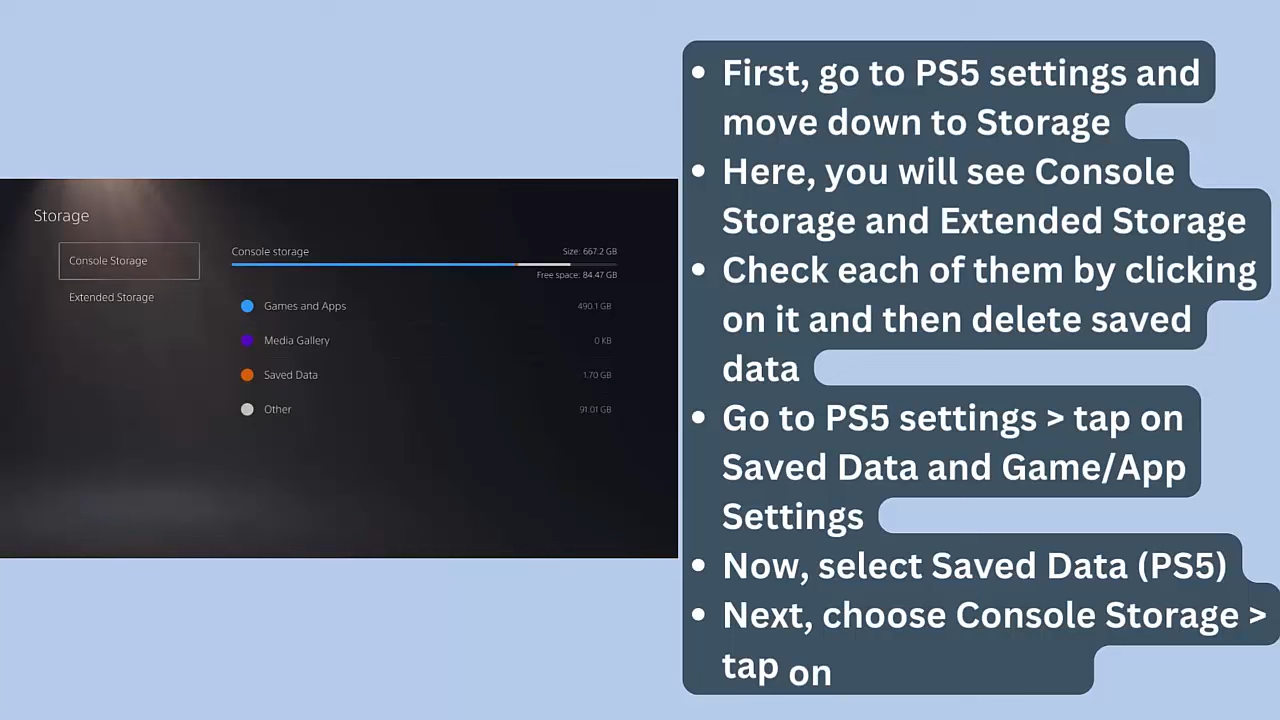 Storage
Console Storage
Extended Storage
Console storage
Size: 667.2 GB
Free space: 84.47 GB
Games and Apps
490.1 GB
Media Gallery
0 KB
Saved Data
1.70 GB
Other
91.01 GB
• First, go to PS5 settings and
move down to Storage
• Here, you will see Console
Storage and Extended Storage
• Check each of them by clicking
on it and then delete saved
data
• Go to PS5 settings > tap on
Saved Data and Game/App
Settings
• Now, select Saved Data (PS5)
• Next, choose Console Storage >
tap on